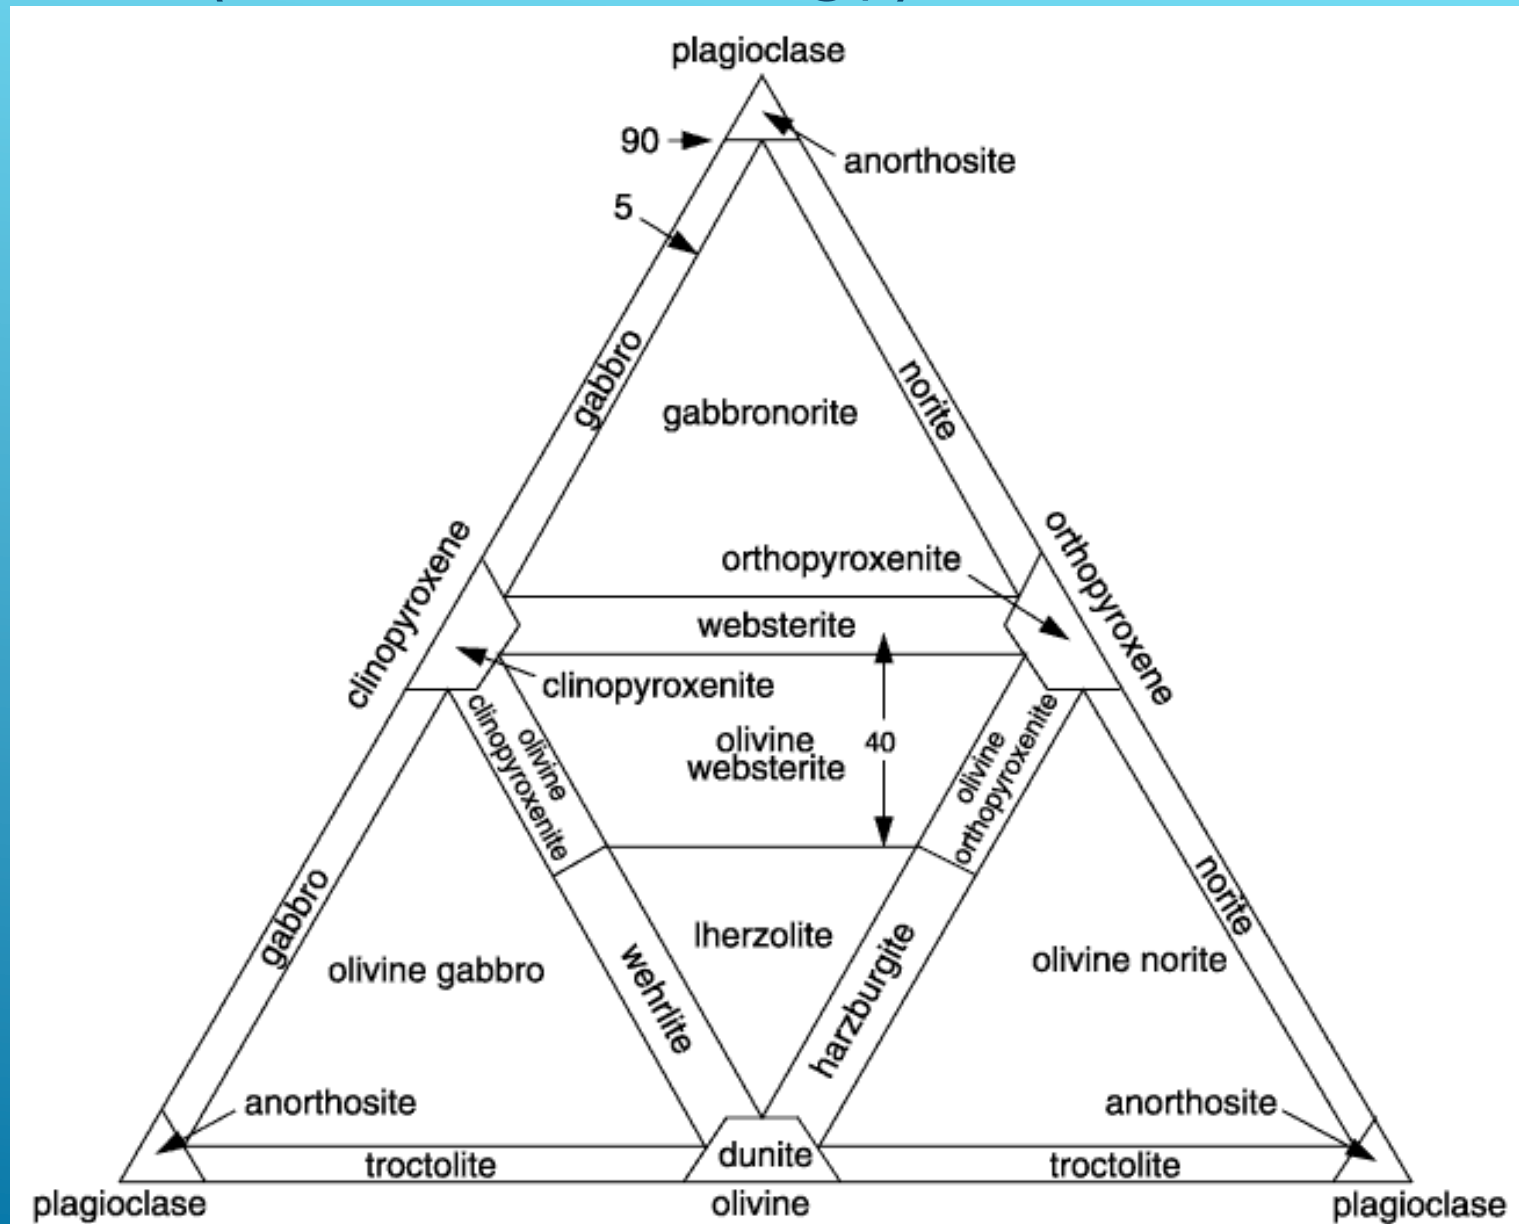 plagioclase
90
anorthosite
5
gabbro
norite
gabbronorite
clinopyroxene
orthopyroxene
orthopyroxenite
websterite
clinopyroxenite
olivine
clinopyroxenite
olivine
websterite
40
olivine
orthopyroxenite
gabbro
norite
lherzolite
olivine gabbro
wehrlite
harzburgite
olivine norite
anorthosite
anorthosite
troctolite
dunite
troctolite
plagioclase
olivine
plagioclase